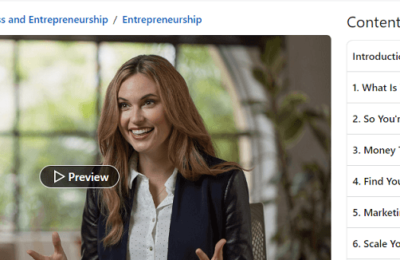 ss and Entrepreneurship / Entrepreneurship
Content
Introductio
1. What Is
2. So You'r
3. Money T
4. Find You
5. Marketi
6. Scale Yo
Preview